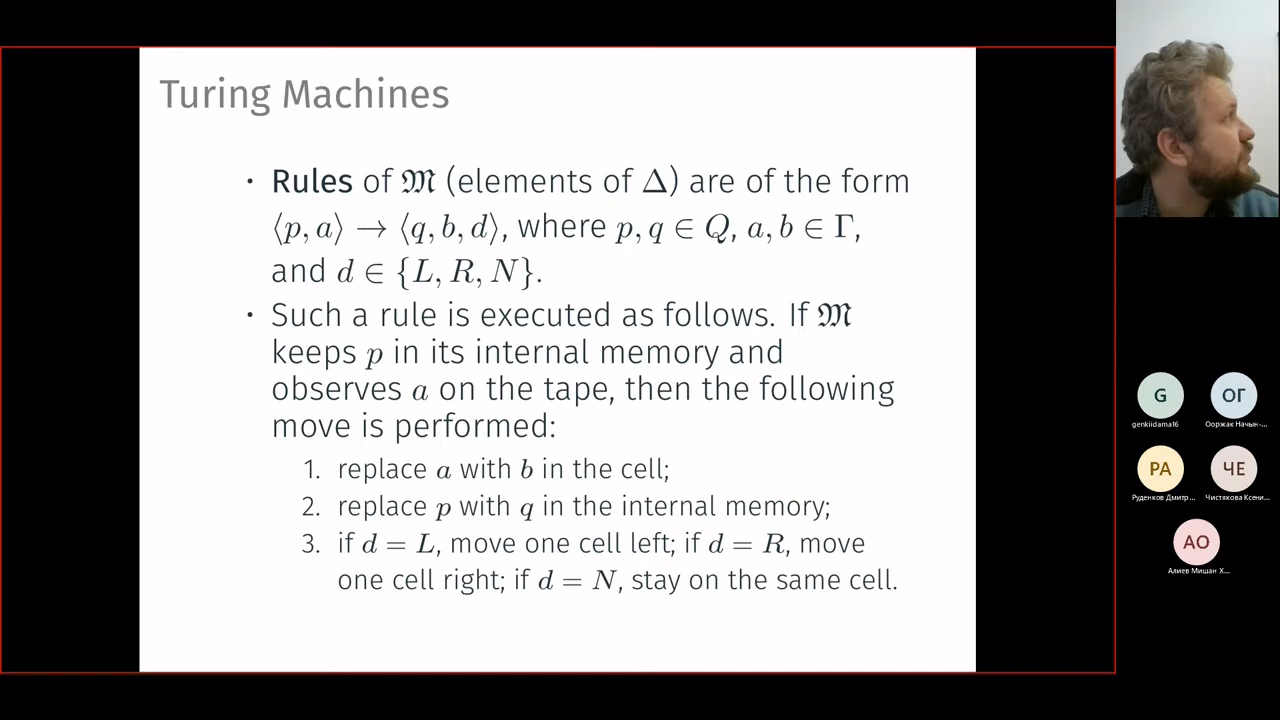 Turing Machines
· Rules of 𝔐 (elements of Δ) are of the form
⟨p, a⟩ → ⟨q, b, d⟩, where p, q ∈ Q, a, b ∈ Γ,
and d ∈ {L, R, N}.
· Such a rule is executed as follows. If 𝔐
keeps p in its internal memory and
observes a on the tape, then the following
move is performed:
1. replace a with b in the cell;
2. replace p with q in the internal memory;
3. if d = L, move one cell left; if d = R, move
one cell right; if d = N, stay on the same cell.
G
genkiidama16
ОГ
Ооржак Начын-...
РА
Руденков Дмитр...
ЧЕ
Чистякова Ксени...
АО
Алиев Мишан Х...